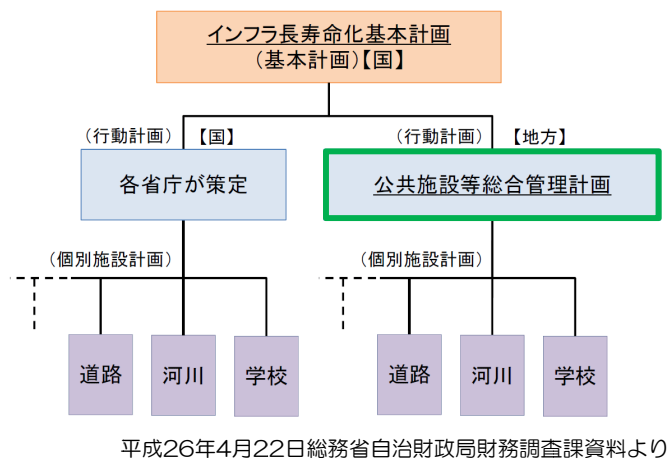 インフラ長寿命化基本計画
(基本計画)【国】
(行動計画) 【国】
(行動計画) 【地方】
各省庁が策定
公共施設等総合管理計画
(個別施設計画)
(個別施設計画)
道路 河川 学校
道路 河川 学校
平成26年4月22日総務省自治財政局財務調査課資料より